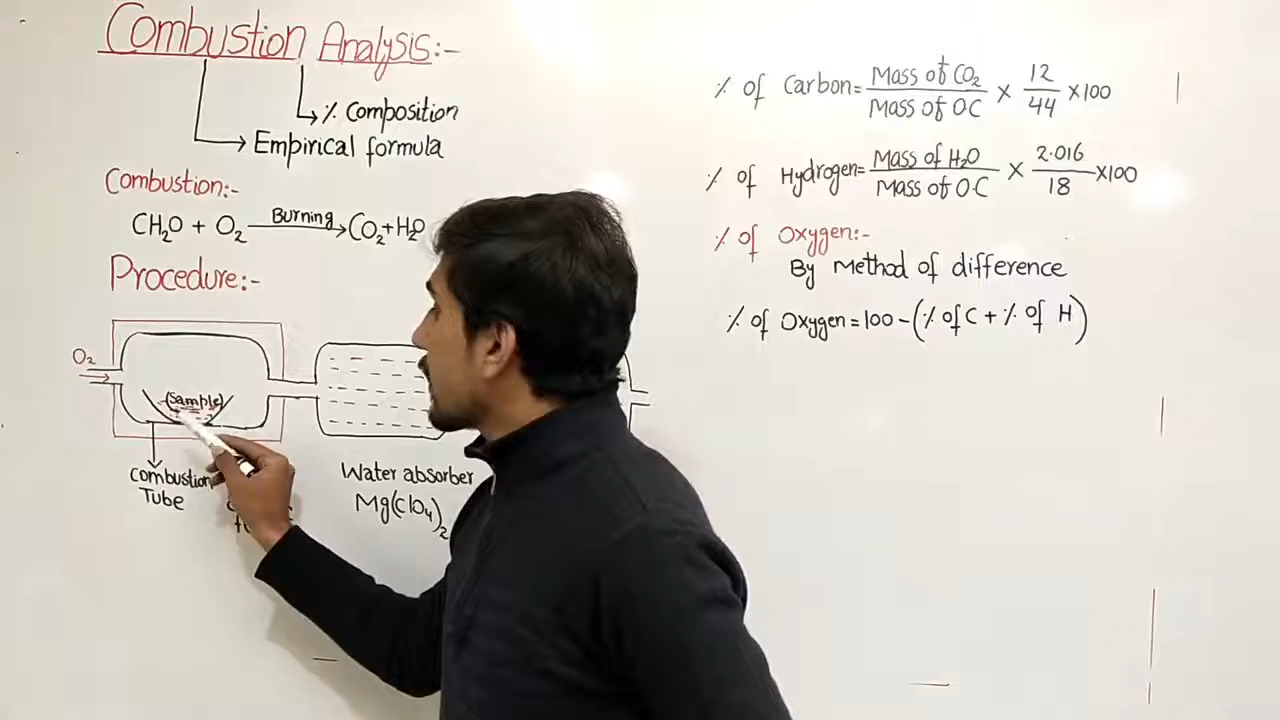 Combustion Analysis:-
% Composition
Empirical formula
Combustion:-
CH₂O + O₂ Burning→ CO₂+H₂O
Procedure:-
O₂
(Sample)
Combustion
Tube
Water absorber
Mg(ClO₄)₂
% of Carbon= Mass of CO₂ / Mass of OC × 12/44 ×100
% of Hydrogen= Mass of H₂O / Mass of O.C × 2.016/18 ×100
% of Oxygen:-
By Method of difference
% of Oxygen=100-(% of C + % of H)